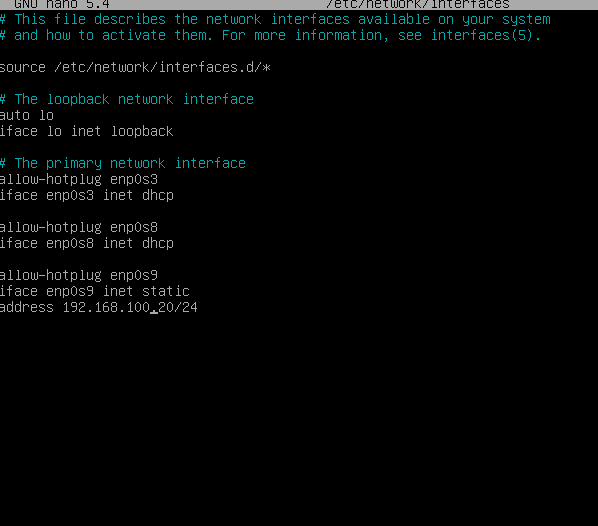 GNU nano 5.4 /etc/network/interfaces
# This file describes the network interfaces available on your system
# and how to activate them. For more information, see interfaces(5).
source /etc/network/interfaces.d/*
# The loopback network interface
auto lo
iface lo inet loopback
# The primary network interface
allow-hotplug enp0s3
iface enp0s3 inet dhcp
allow-hotplug enp0s8
iface enp0s8 inet dhcp
allow-hotplug enp0s9
iface enp0s9 inet static
address 192.168.100.20/24